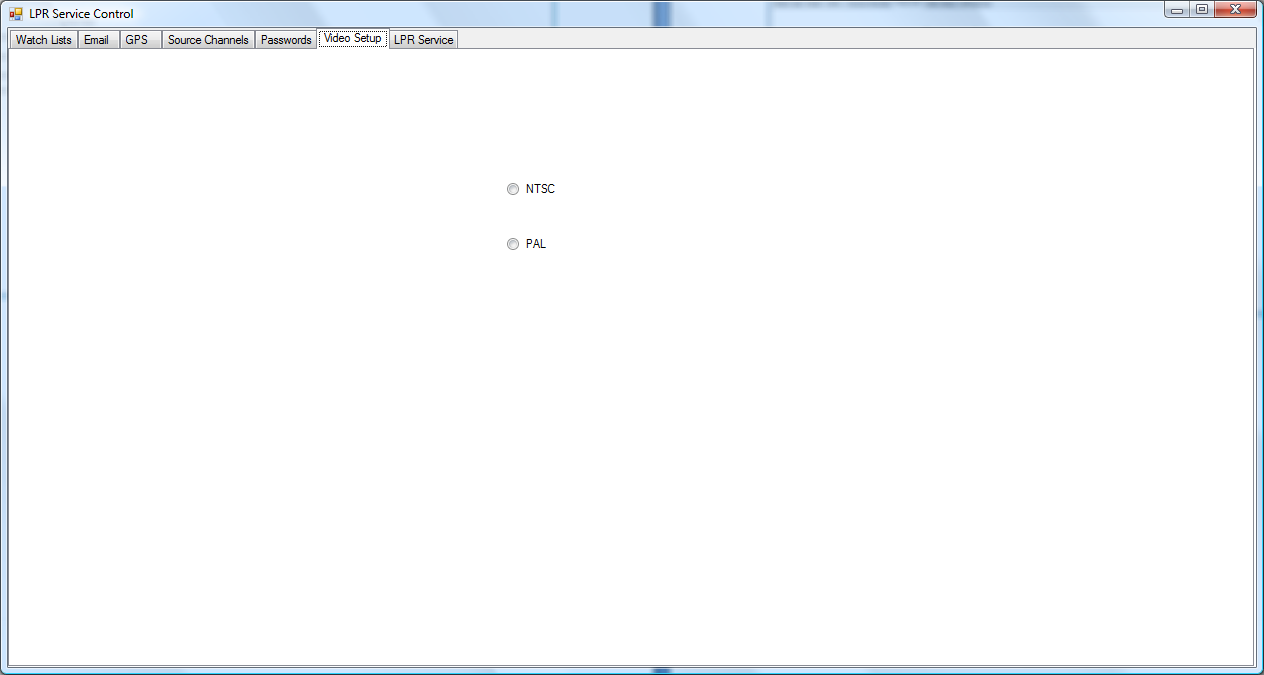 LPR Service Control
Watch Lists Email GPS Source Channels Passwords Video Setup LPR Service
NTSC
PAL